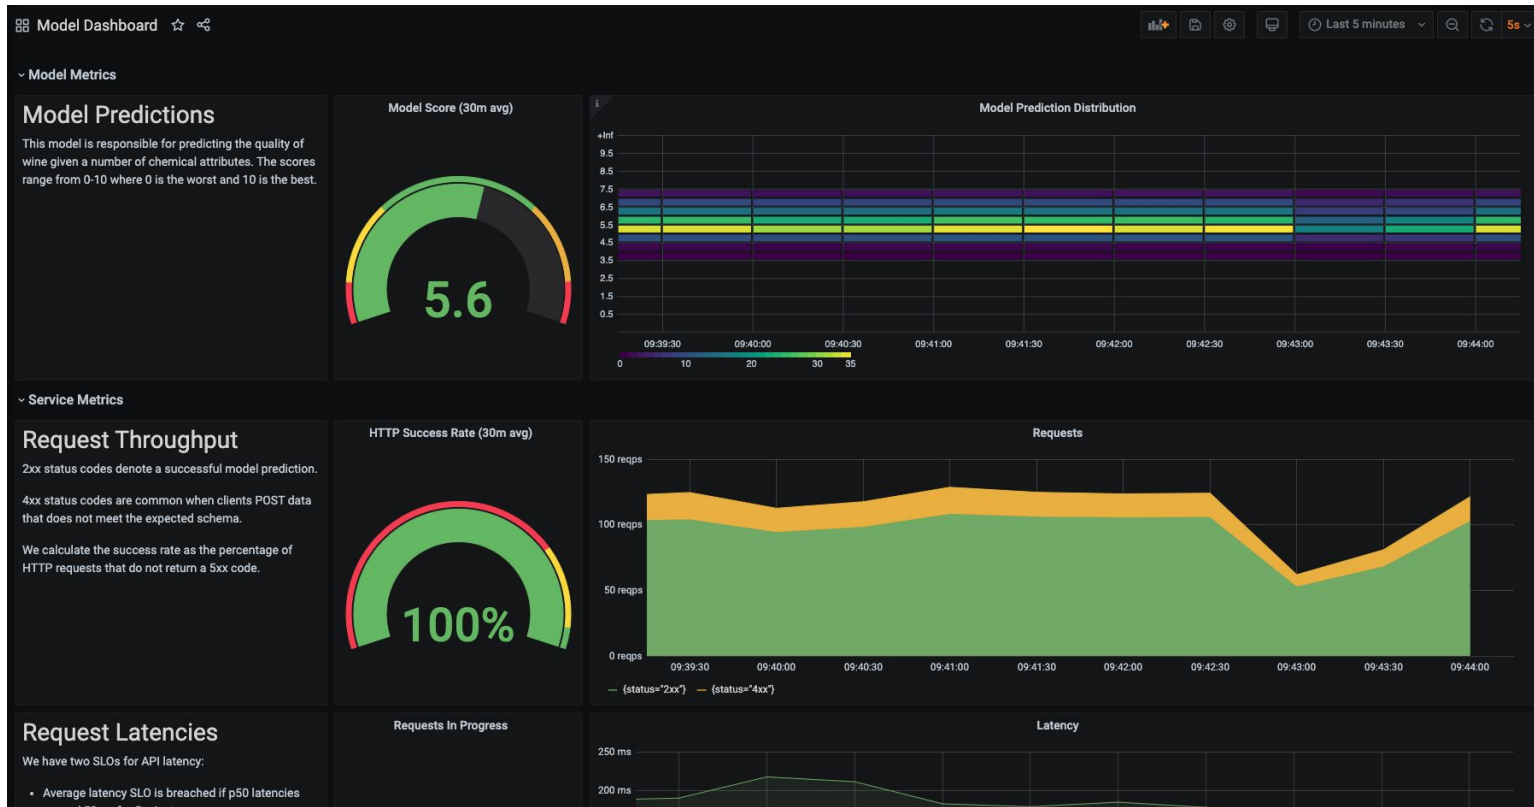 Model Dashboard
Last 5 minutes
5s
Model Metrics
Model Predictions
This model is responsible for predicting the quality of
wine given a number of chemical attributes. The scores
range from 0-10 where 0 is the worst and 10 is the best.
Model Score (30m avg)
5.6
i
Model Prediction Distribution
+Inf
9.5
8.5
7.5
6.5
5.5
4.5
3.5
2.5
1.5
0.5
09:39:30 09:40:00 09:40:30 09:41:00 09:41:30 09:42:00 09:42:30 09:43:00 09:43:30 09:44:00
0 10 20 30 35
Service Metrics
Request Throughput
2xx status codes denote a successful model prediction.
4xx status codes are common when clients POST data
that does not meet the expected schema.
We calculate the success rate as the percentage of
HTTP requests that do not return a 5xx code.
HTTP Success Rate (30m avg)
100%
Requests
150 reqps
100 reqps
50 reqps
0 reqps
09:39:30 09:40:00 09:40:30 09:41:00 09:41:30 09:42:00 09:42:30 09:43:00 09:43:30 09:44:00
{status="2xx"} {status="4xx"}
Request Latencies
We have two SLOs for API latency:
• Average latency SLO is breached if p50 latencies
Requests In Progress
Latency
250 ms
200 ms